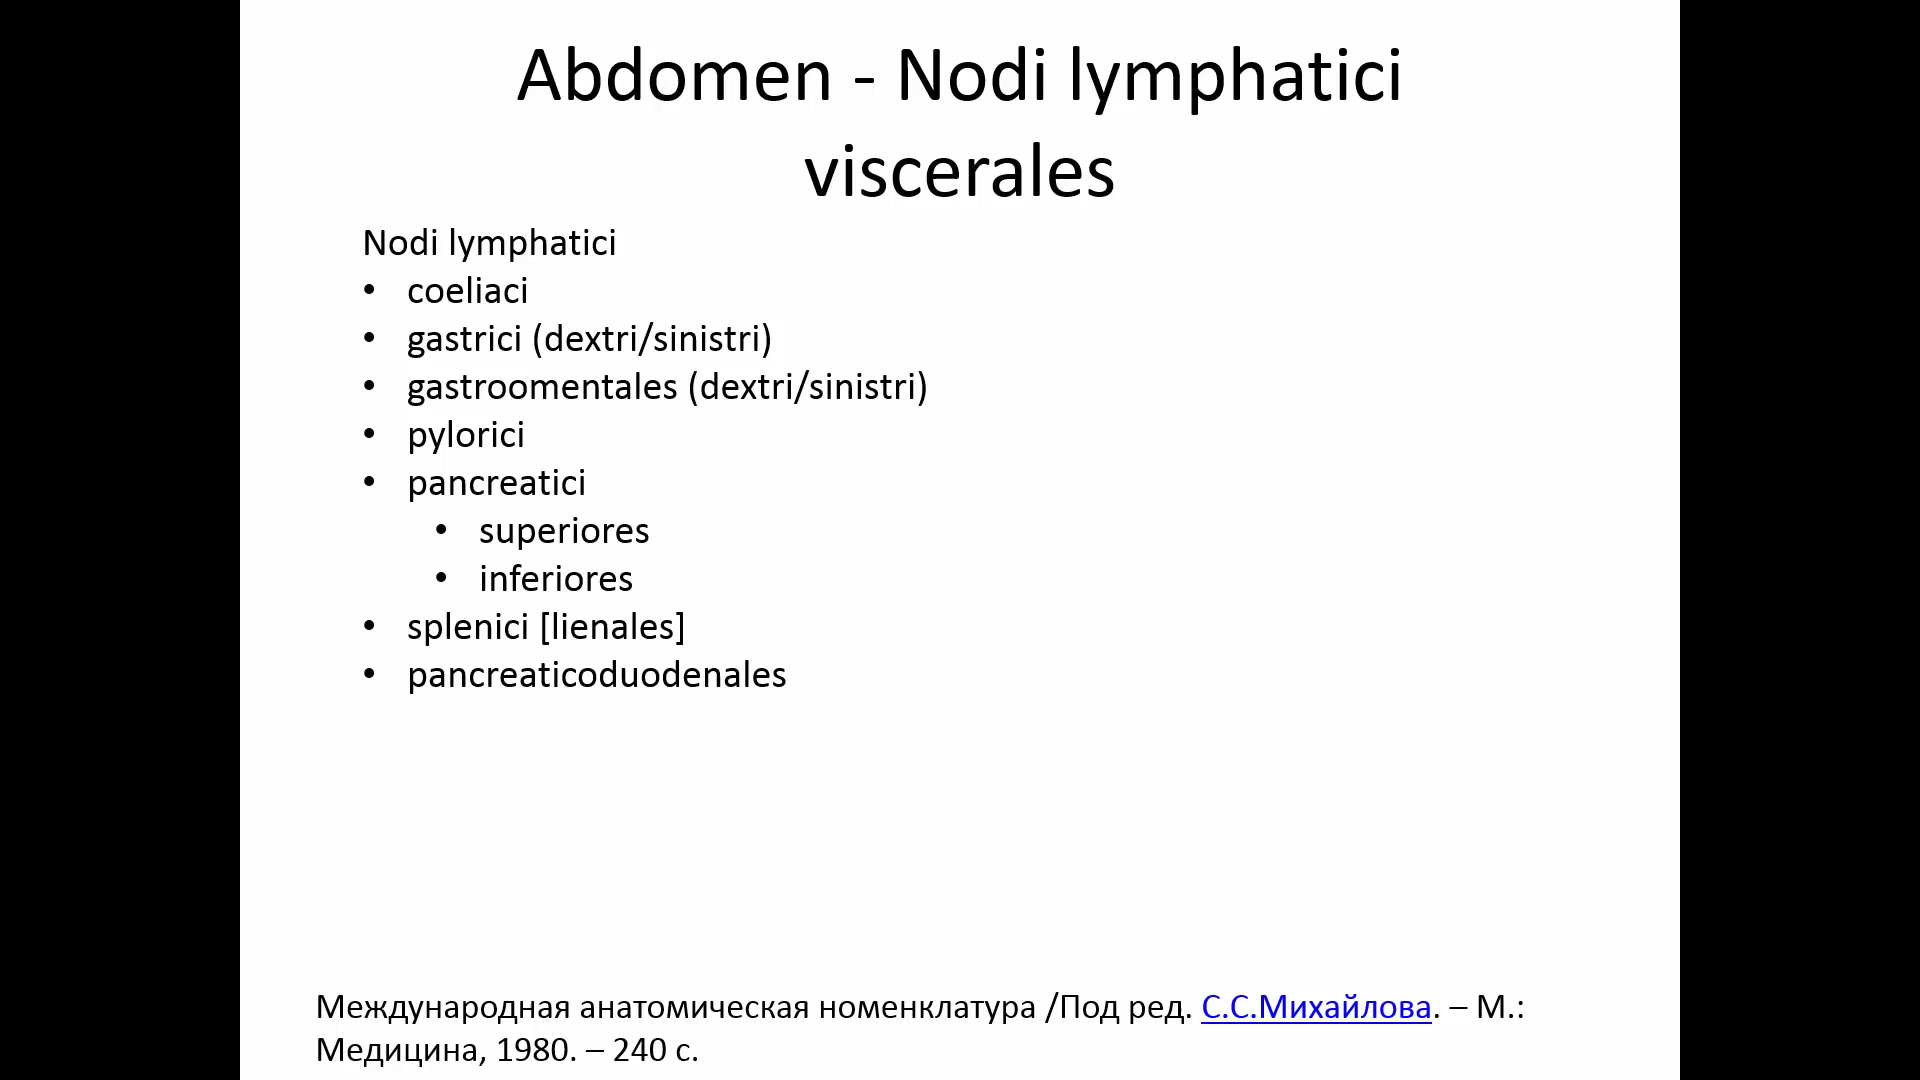 Abdomen - Nodi lymphatici
viscerales
Nodi lymphatici
• coeliaci
• gastrici (dextri/sinistri)
• gastroomentales (dextri/sinistri)
• pylorici
• pancreatici
• superiores
• inferiores
• splenici [lienales]
• pancreaticoduodenales
Международная анатомическая номенклатура /Под ред. С.С.Михайлова. – М.:
Медицина, 1980. – 240 с.